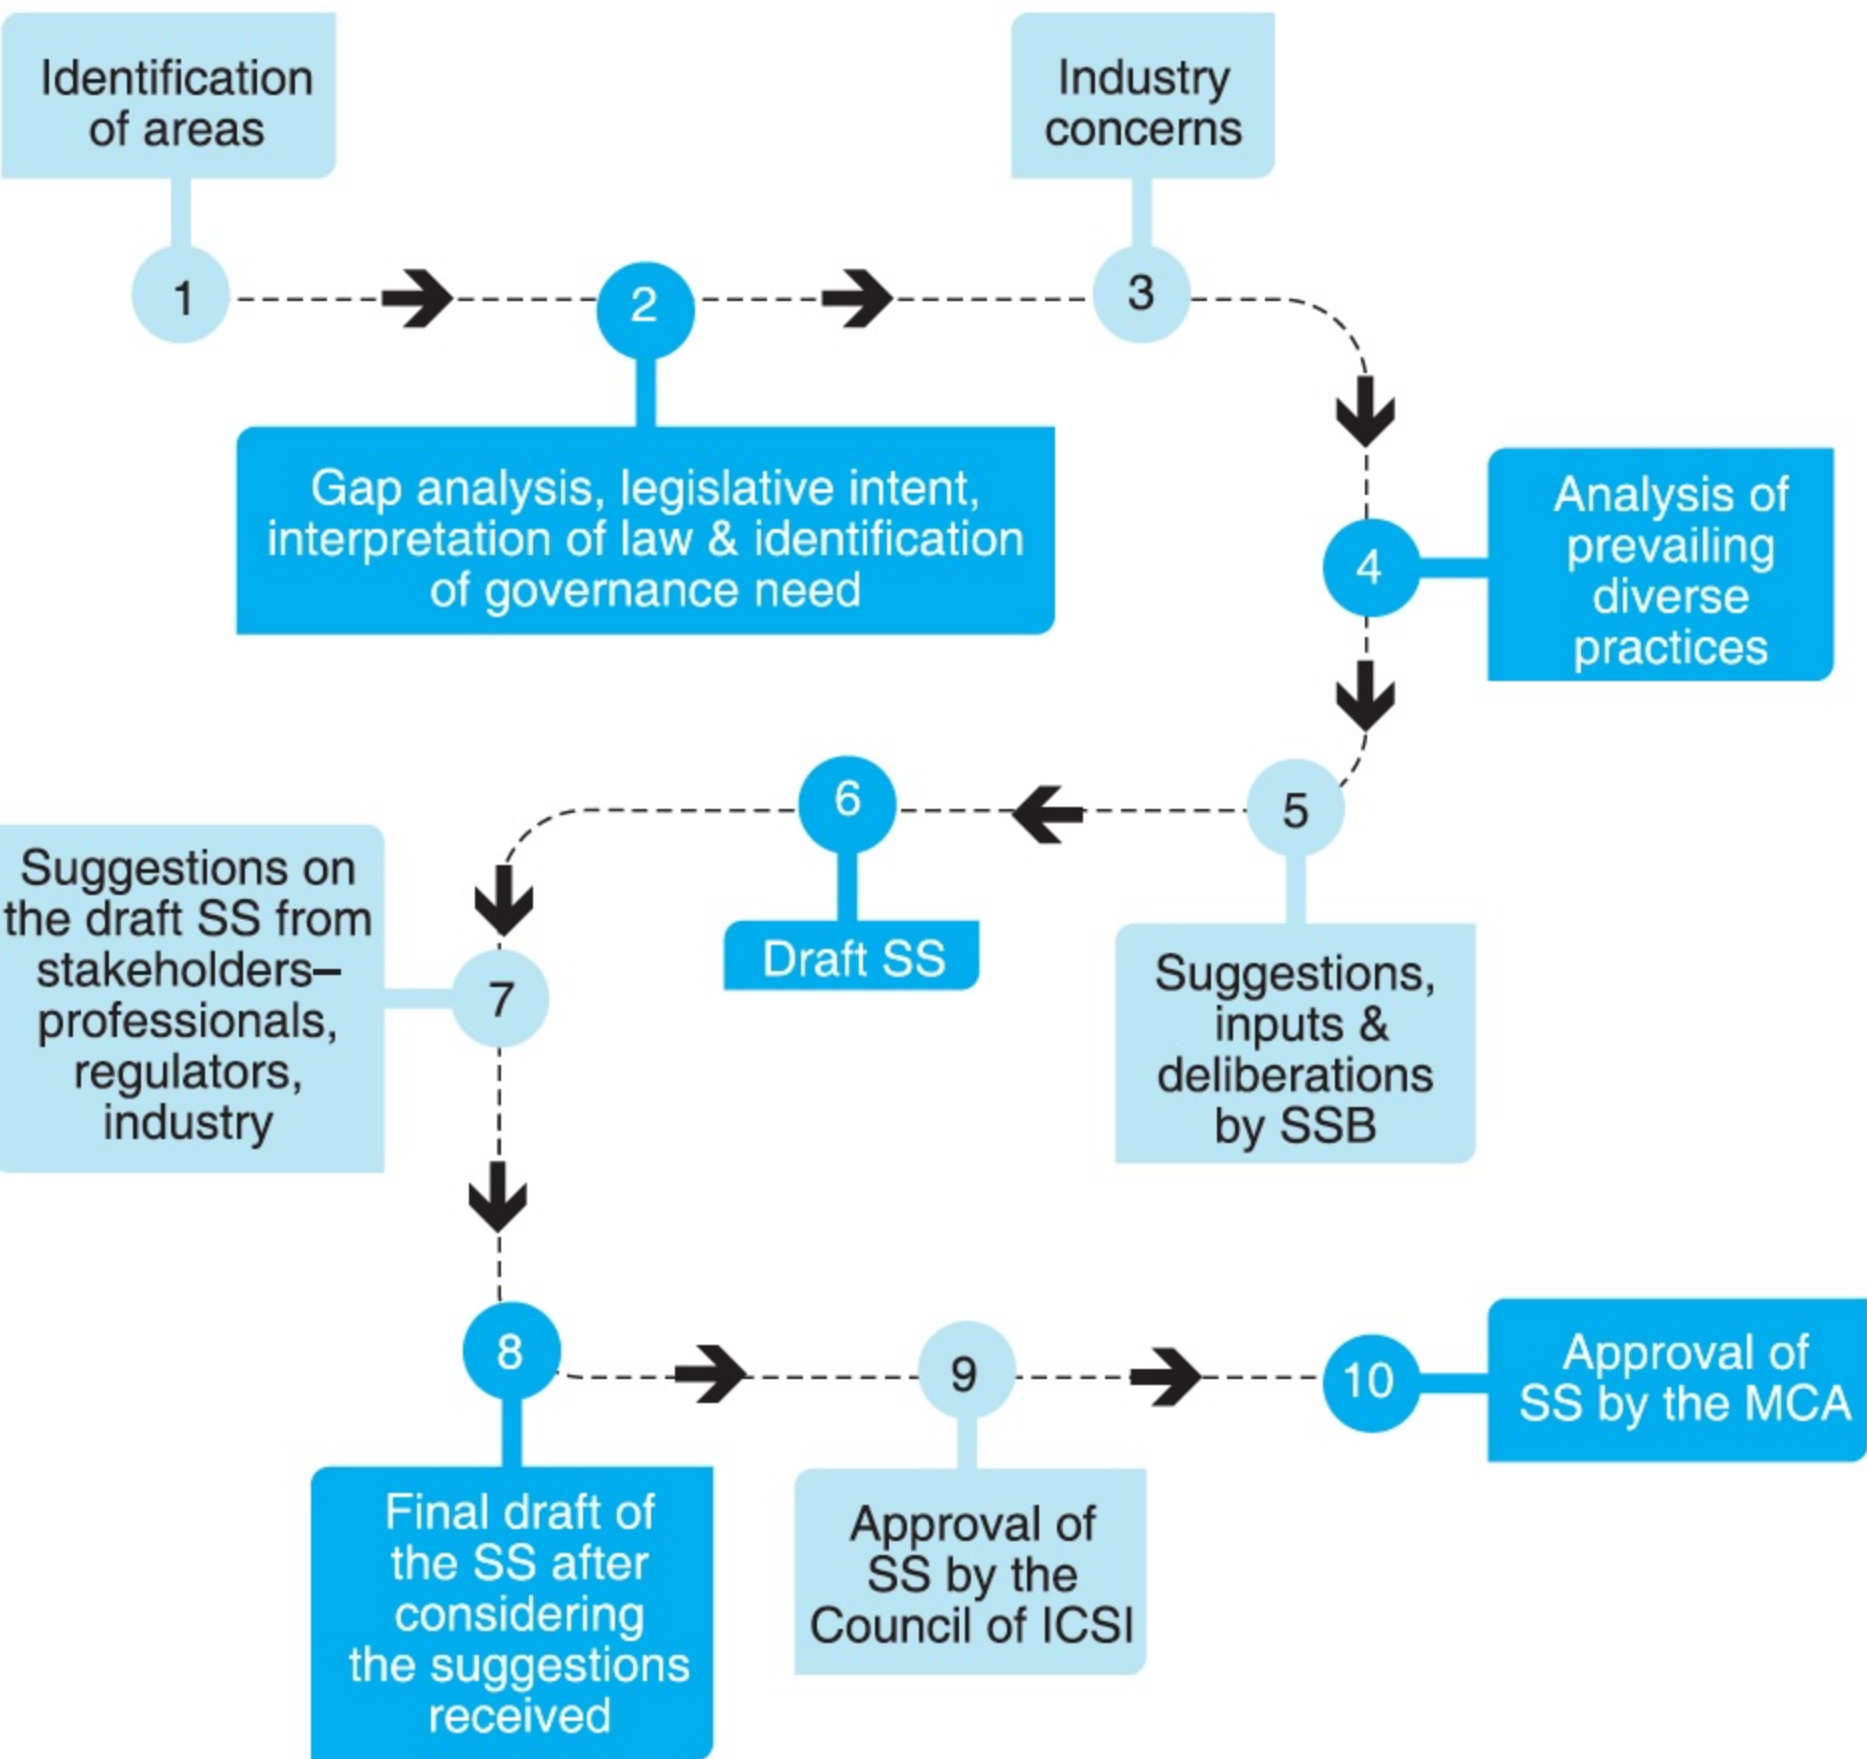 Identification
of areas
1
2
Gap analysis, legislative intent,
interpretation of law & identification
of governance need
Industry
concerns
3
4
Analysis of
prevailing
diverse
practices
5
Suggestions,
inputs &
deliberations
by SSB
6
Draft SS
Suggestions on
the draft SS from
stakeholders–
professionals,
regulators,
industry
7
8
Final draft of
the SS after
considering
the suggestions
received
9
Approval of
SS by the
Council of ICSI
10
Approval of
SS by the MCA